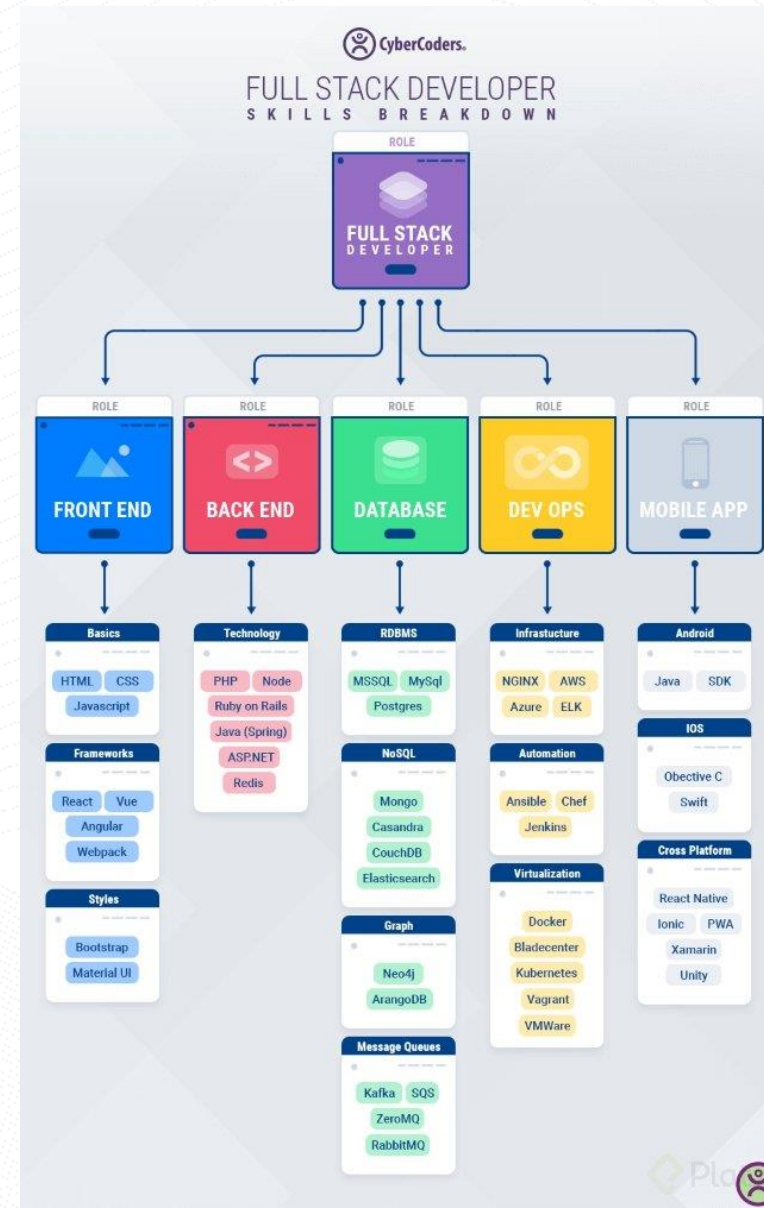 CyberCoders.
FULL STACK DEVELOPER
SKILLS BREAKDOWN
ROLE
FULL STACK
DEVELOPER
ROLE
FRONT END
ROLE
BACK END
ROLE
DATABASE
ROLE
DEV OPS
ROLE
MOBILE APP
Basics
HTML CSS
Javascript
Frameworks
React Vue
Angular
Webpack
Styles
Bootstrap
Material UI
Technology
PHP Node
Ruby on Rails
Java (Spring)
ASP.NET
Redis
RDBMS
MSSQL MySql
Postgres
NoSQL
Mongo
Casandra
CouchDB
Elasticsearch
Graph
Neo4j
ArangoDB
Message Queues
Kafka SQS
ZeroMQ
RabbitMQ
Infrastucture
NGINX AWS
Azure ELK
Automation
Ansible Chef
Jenkins
Virtualization
Docker
Bladecenter
Kubernetes
Vagrant
VMWare
Android
Java SDK
IOS
Obective C
Swift
Cross Platform
React Native
Ionic PWA
Xamarin
Unity